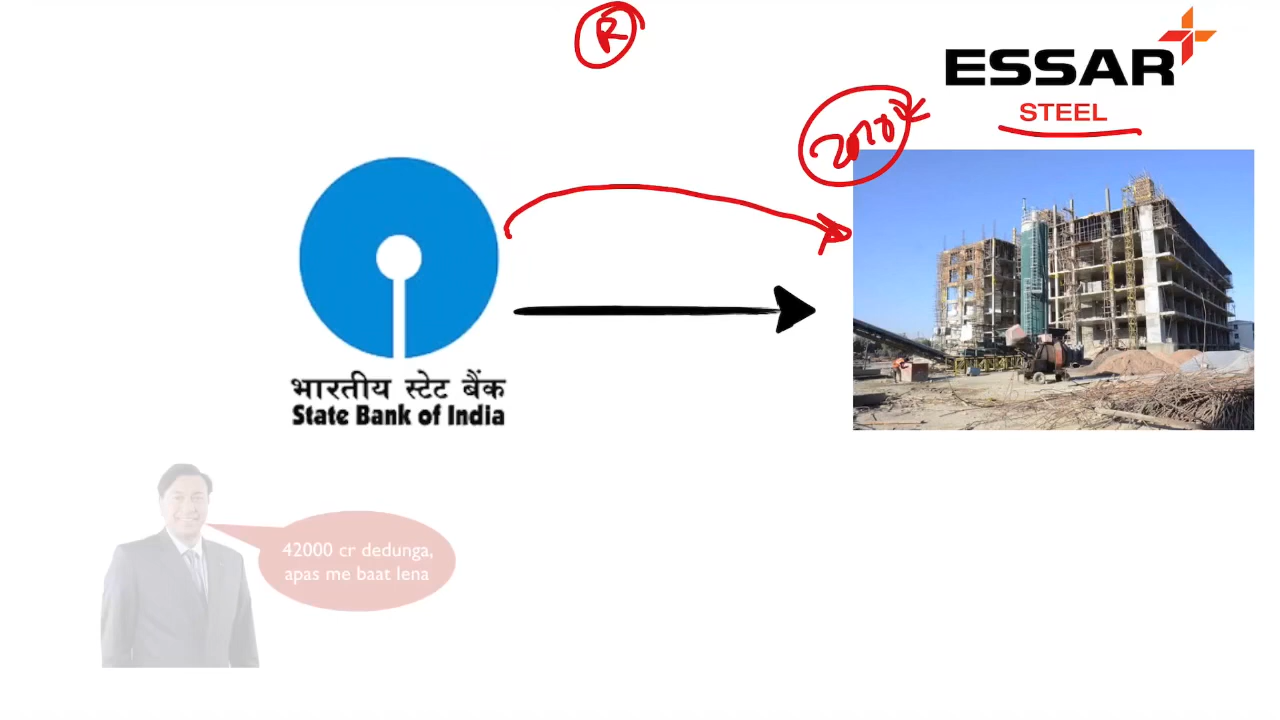 R
ESSAR
STEEL
भारतीय स्टेट बैंक
State Bank of India
42000 cr dedunga,
apas me baat lena